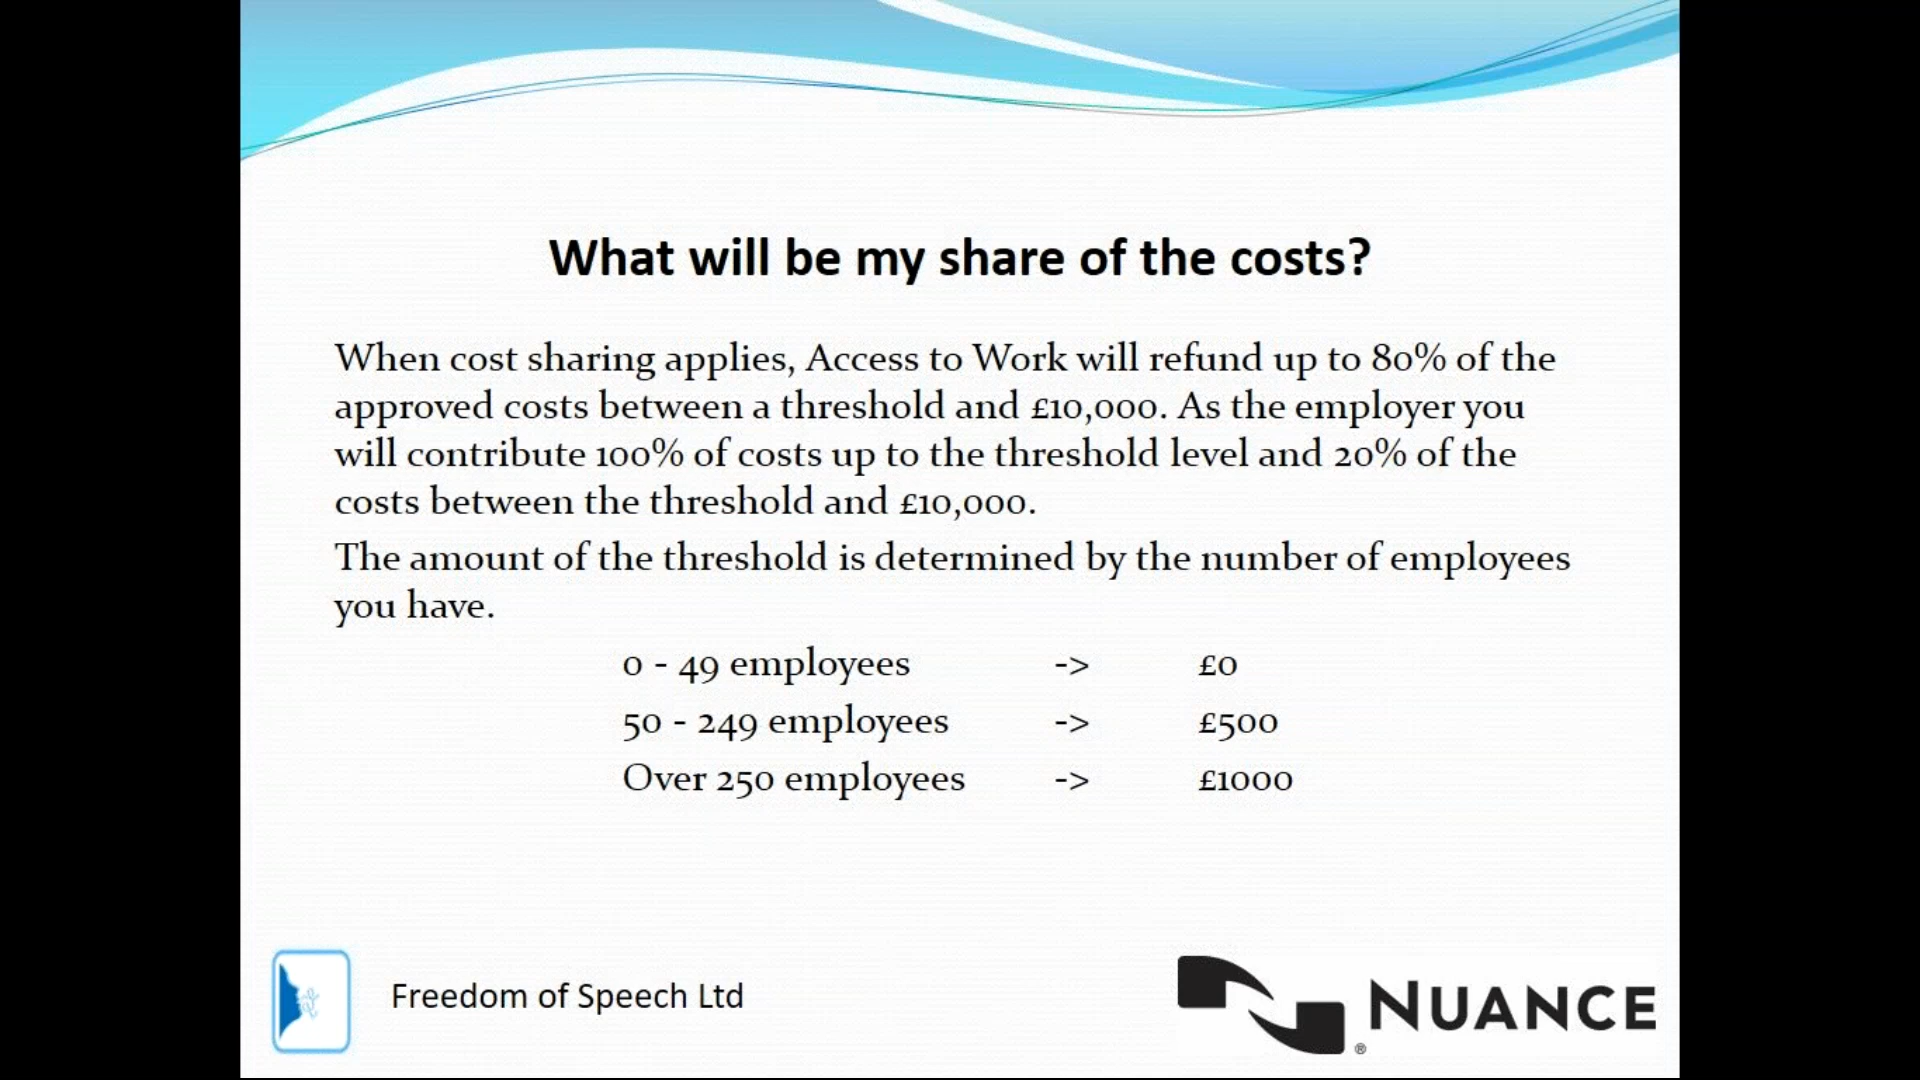 What will be my share of the costs?
When cost sharing applies, Access to Work will refund up to 80% of the
approved costs between a threshold and £10,000. As the employer you
will contribute 100% of costs up to the threshold level and 20% of the
costs between the threshold and £10,000.
The amount of the threshold is determined by the number of employees
you have.
0 - 49 employees -> £0
50 - 249 employees -> £500
Over 250 employees -> £1000
Freedom of Speech Ltd
NUANCE
®